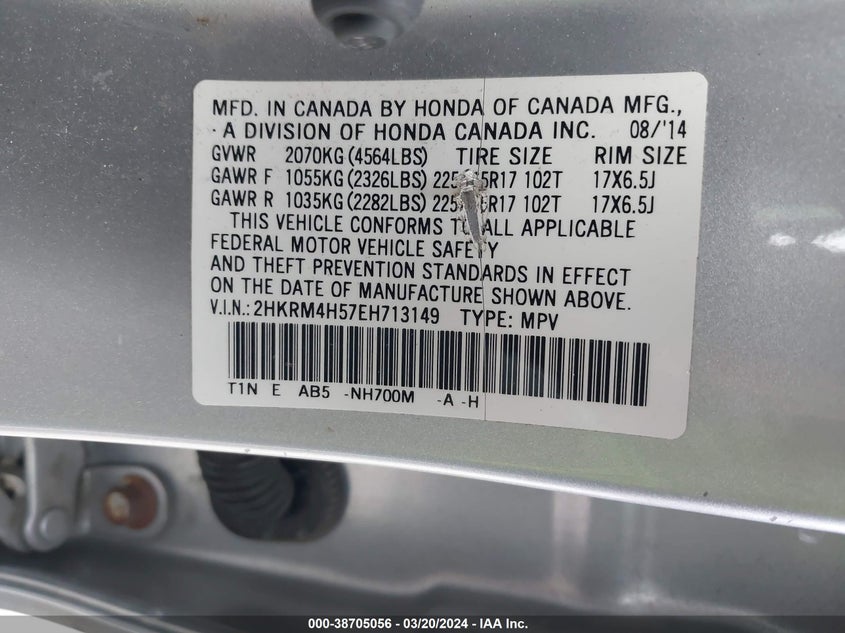 MFD. IN CANADA BY HONDA OF CANADA MFG.,
A DIVISION OF HONDA CANADA INC. 08/'14
GVWR 2070KG(4564LBS) TIRE SIZE RIM SIZE
GAWR F 1055KG(2326LBS) 17X6.5J
GAWR R 1035KG(2282LBS) 17X6.5J
THIS VEHICLE CONFORMS TO ALL APPLICABLE
FEDERAL MOTOR VEHICLE SAFETY
AND THEFT PREVENTION STANDARDS IN EFFECT
ON THE DATE OF MANUFACTURE SHOWN ABOVE.
V.I.N.: 2HKRM4H57EH713149 TYPE: MPV
T1N E AB5 -NH700M -A -H
000-38705056 - 03/20/2024 - IAA Inc.